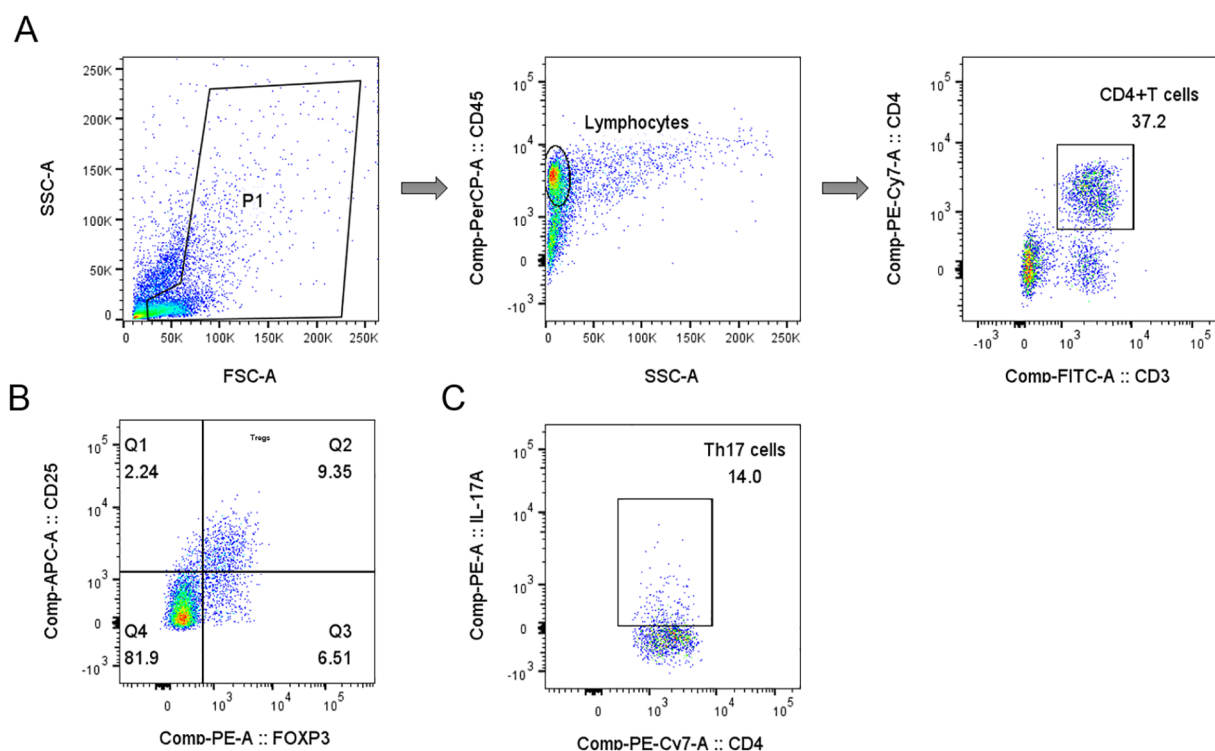 A
SSC-A
250K
200K
150K
100K
50K
0
P1
0
50K
100K
150K
200K
250K
FSC-A
Comp-PerCP-A :: CD45
10^5
10^4
10^3
0
-10^3
Lymphocytes
0
50K
100K
150K
200K
250K
SSC-A
Comp-PE-Cy7-A :: CD4
10^5
10^4
10^3
0
CD4+T cells
37.2
-10^3
0
10^3
10^4
10^5
Comp-FITC-A :: CD3
B
Comp-APC-A :: CD25
10^5
10^4
10^3
0
-10^3
Tregs
Q1
2.24
Q2
9.35
Q4
81.9
Q3
6.51
0
10^3
10^4
10^5
Comp-PE-A :: FOXP3
C
Comp-PE-A :: IL-17A
10^5
10^4
10^3
0
-10^3
Th17 cells
14.0
0
10^3
10^4
10^5
Comp-PE-Cy7-A :: CD4